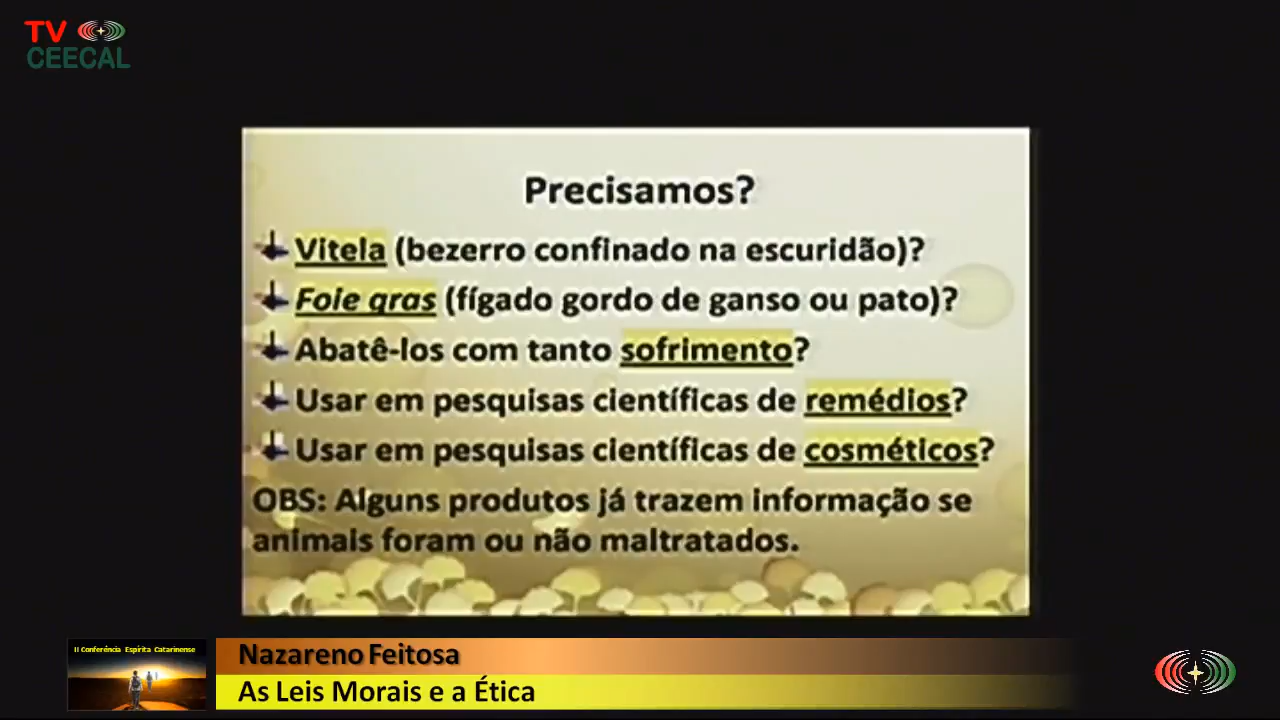 TV
CEECAL
Precisamos?
Vitela (bezerro confinado na escuridão)?
Foie gras (fígado gordo de ganso ou pato)?
Abatê-los com tanto sofrimento?
Usar em pesquisas científicas de remédios?
Usar em pesquisas científicas de cosméticos?
OBS: Alguns produtos já trazem informação se
animais foram ou não maltratados.
II Conferência Espírita Catarinense
Nazareno Feitosa
As Leis Morais e a Ética